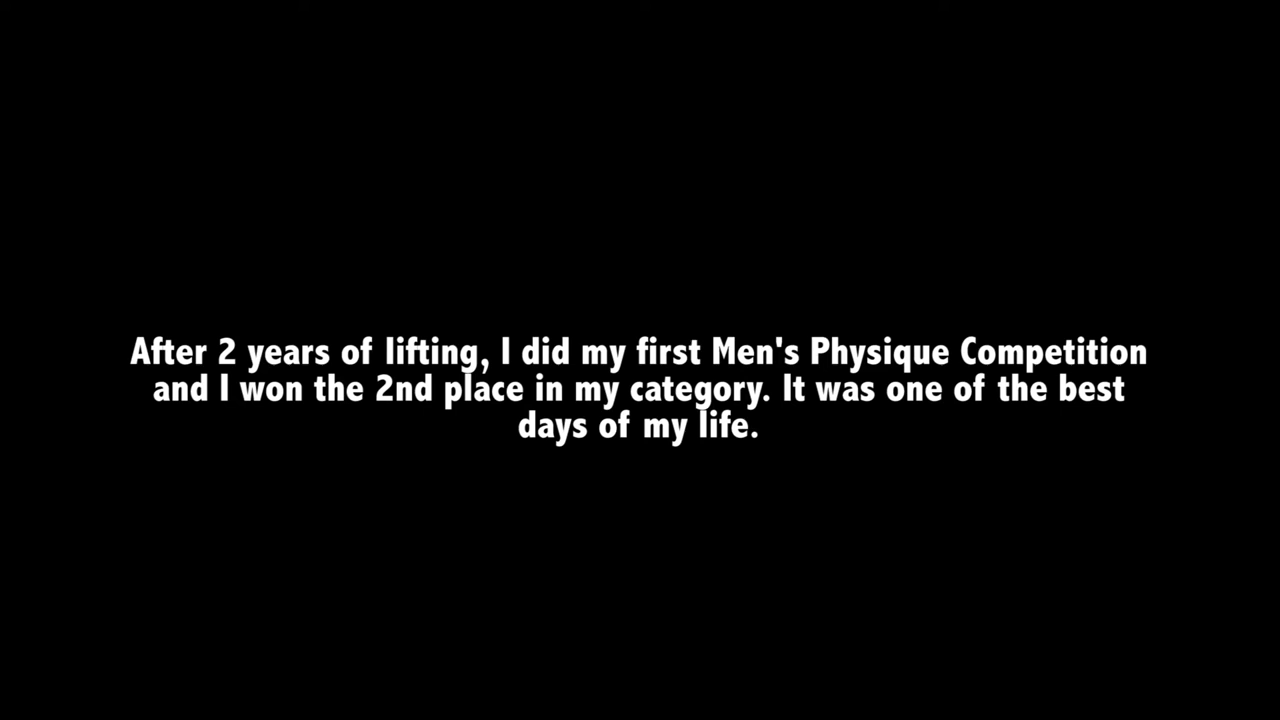 After 2 years of lifting, I did my first Men's Physique Competition
and I won the 2nd place in my category. It was one of the best
days of my life.